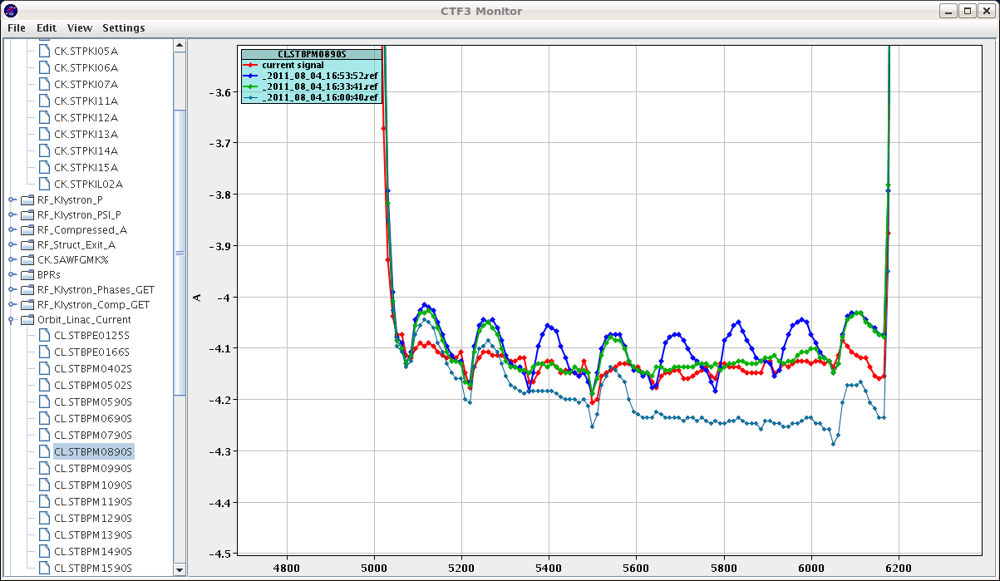 CTF3 Monitor
File Edit View Settings
CK.STPKI05A
CK.STPKI06A
CK.STPKI07A
CK.STPKI11A
CK.STPKI12A
CK.STPKI13A
CK.STPKI14A
CK.STPKI15A
CK.STPKIL02A
RF_Klystron_P
RF_Klystron_PSI_P
RF_Compressed_A
RF_Struct_Exit_A
CK.SAWFGMK%
BPRs
RF_Klystron_Phases_GET
RF_Klystron_Comp_GET
Orbit_Linac_Current
CL.STBPE0125S
CL.STBPE0166S
CL.STBPM0402S
CL.STBPM0502S
CL.STBPM0590S
CL.STBPM0690S
CL.STBPM0790S
CL.STBPM0890S
CL.STBPM0990S
CL.STBPM1090S
CL.STBPM1190S
CL.STBPM1290S
CL.STBPM1390S
CL.STBPM1490S
CL.STBPM1590S
CLSTBPM0890S
current signal
_2011_08_04_16:53:52.ref
_2011_08_04_16:33:41.ref
_2011_08_04_16:00:40.ref
A
-3.6
-3.7
-3.8
-3.9
-4
-4.1
-4.2
-4.3
-4.4
-4.5
4800 5000 5200 5400 5600 5800 6000 6200